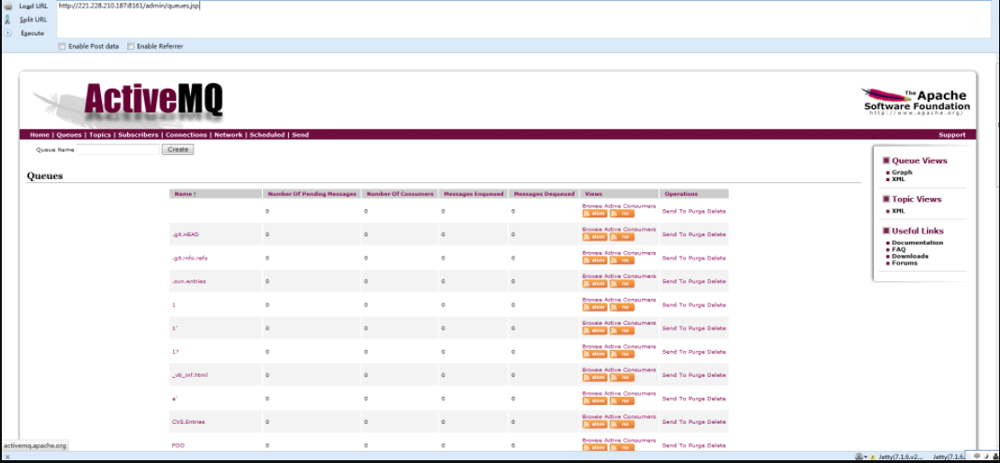 Load URL http://221.228.210.187:8161/admin/queues.jsp
Split URL
Execute
Enable Post data Enable Referrer
ActiveMQ
The Apache
Software Foundation
http://www.apache.org/
Home | Queues | Topics | Subscribers | Connections | Network | Scheduled | Send Support
Queue Name Create
Queues
Name ↑ Number Of Pending Messages Number Of Consumers Messages Enqueued Messages Dequeued Views Operations
0 0 0 0 Browse Active Consumers atom rss Send To Purge Delete
.git.HEAD 0 0 0 0 Browse Active Consumers atom rss Send To Purge Delete
.git.info.refs 0 0 0 0 Browse Active Consumers atom rss Send To Purge Delete
.svn.entries 0 0 0 0 Browse Active Consumers atom rss Send To Purge Delete
1 0 0 0 0 Browse Active Consumers atom rss Send To Purge Delete
1' 0 0 0 0 Browse Active Consumers atom rss Send To Purge Delete
1? 0 0 0 0 Browse Active Consumers atom rss Send To Purge Delete
_vti_inf.html 0 0 0 0 Browse Active Consumers atom rss Send To Purge Delete
a' 0 0 0 0 Browse Active Consumers atom rss Send To Purge Delete
CVS.Entries 0 0 0 0 Browse Active Consumers atom rss Send To Purge Delete
FOO 0 0 0 0 Browse Active Consumers atom rss Send To Purge Delete
Queue Views
Graph
XML
Topic Views
XML
Useful Links
Documentation
FAQ
Downloads
Forums
activemq.apache.org
Jetty(7.1.6.v2... Jetty(7.1.6. 中